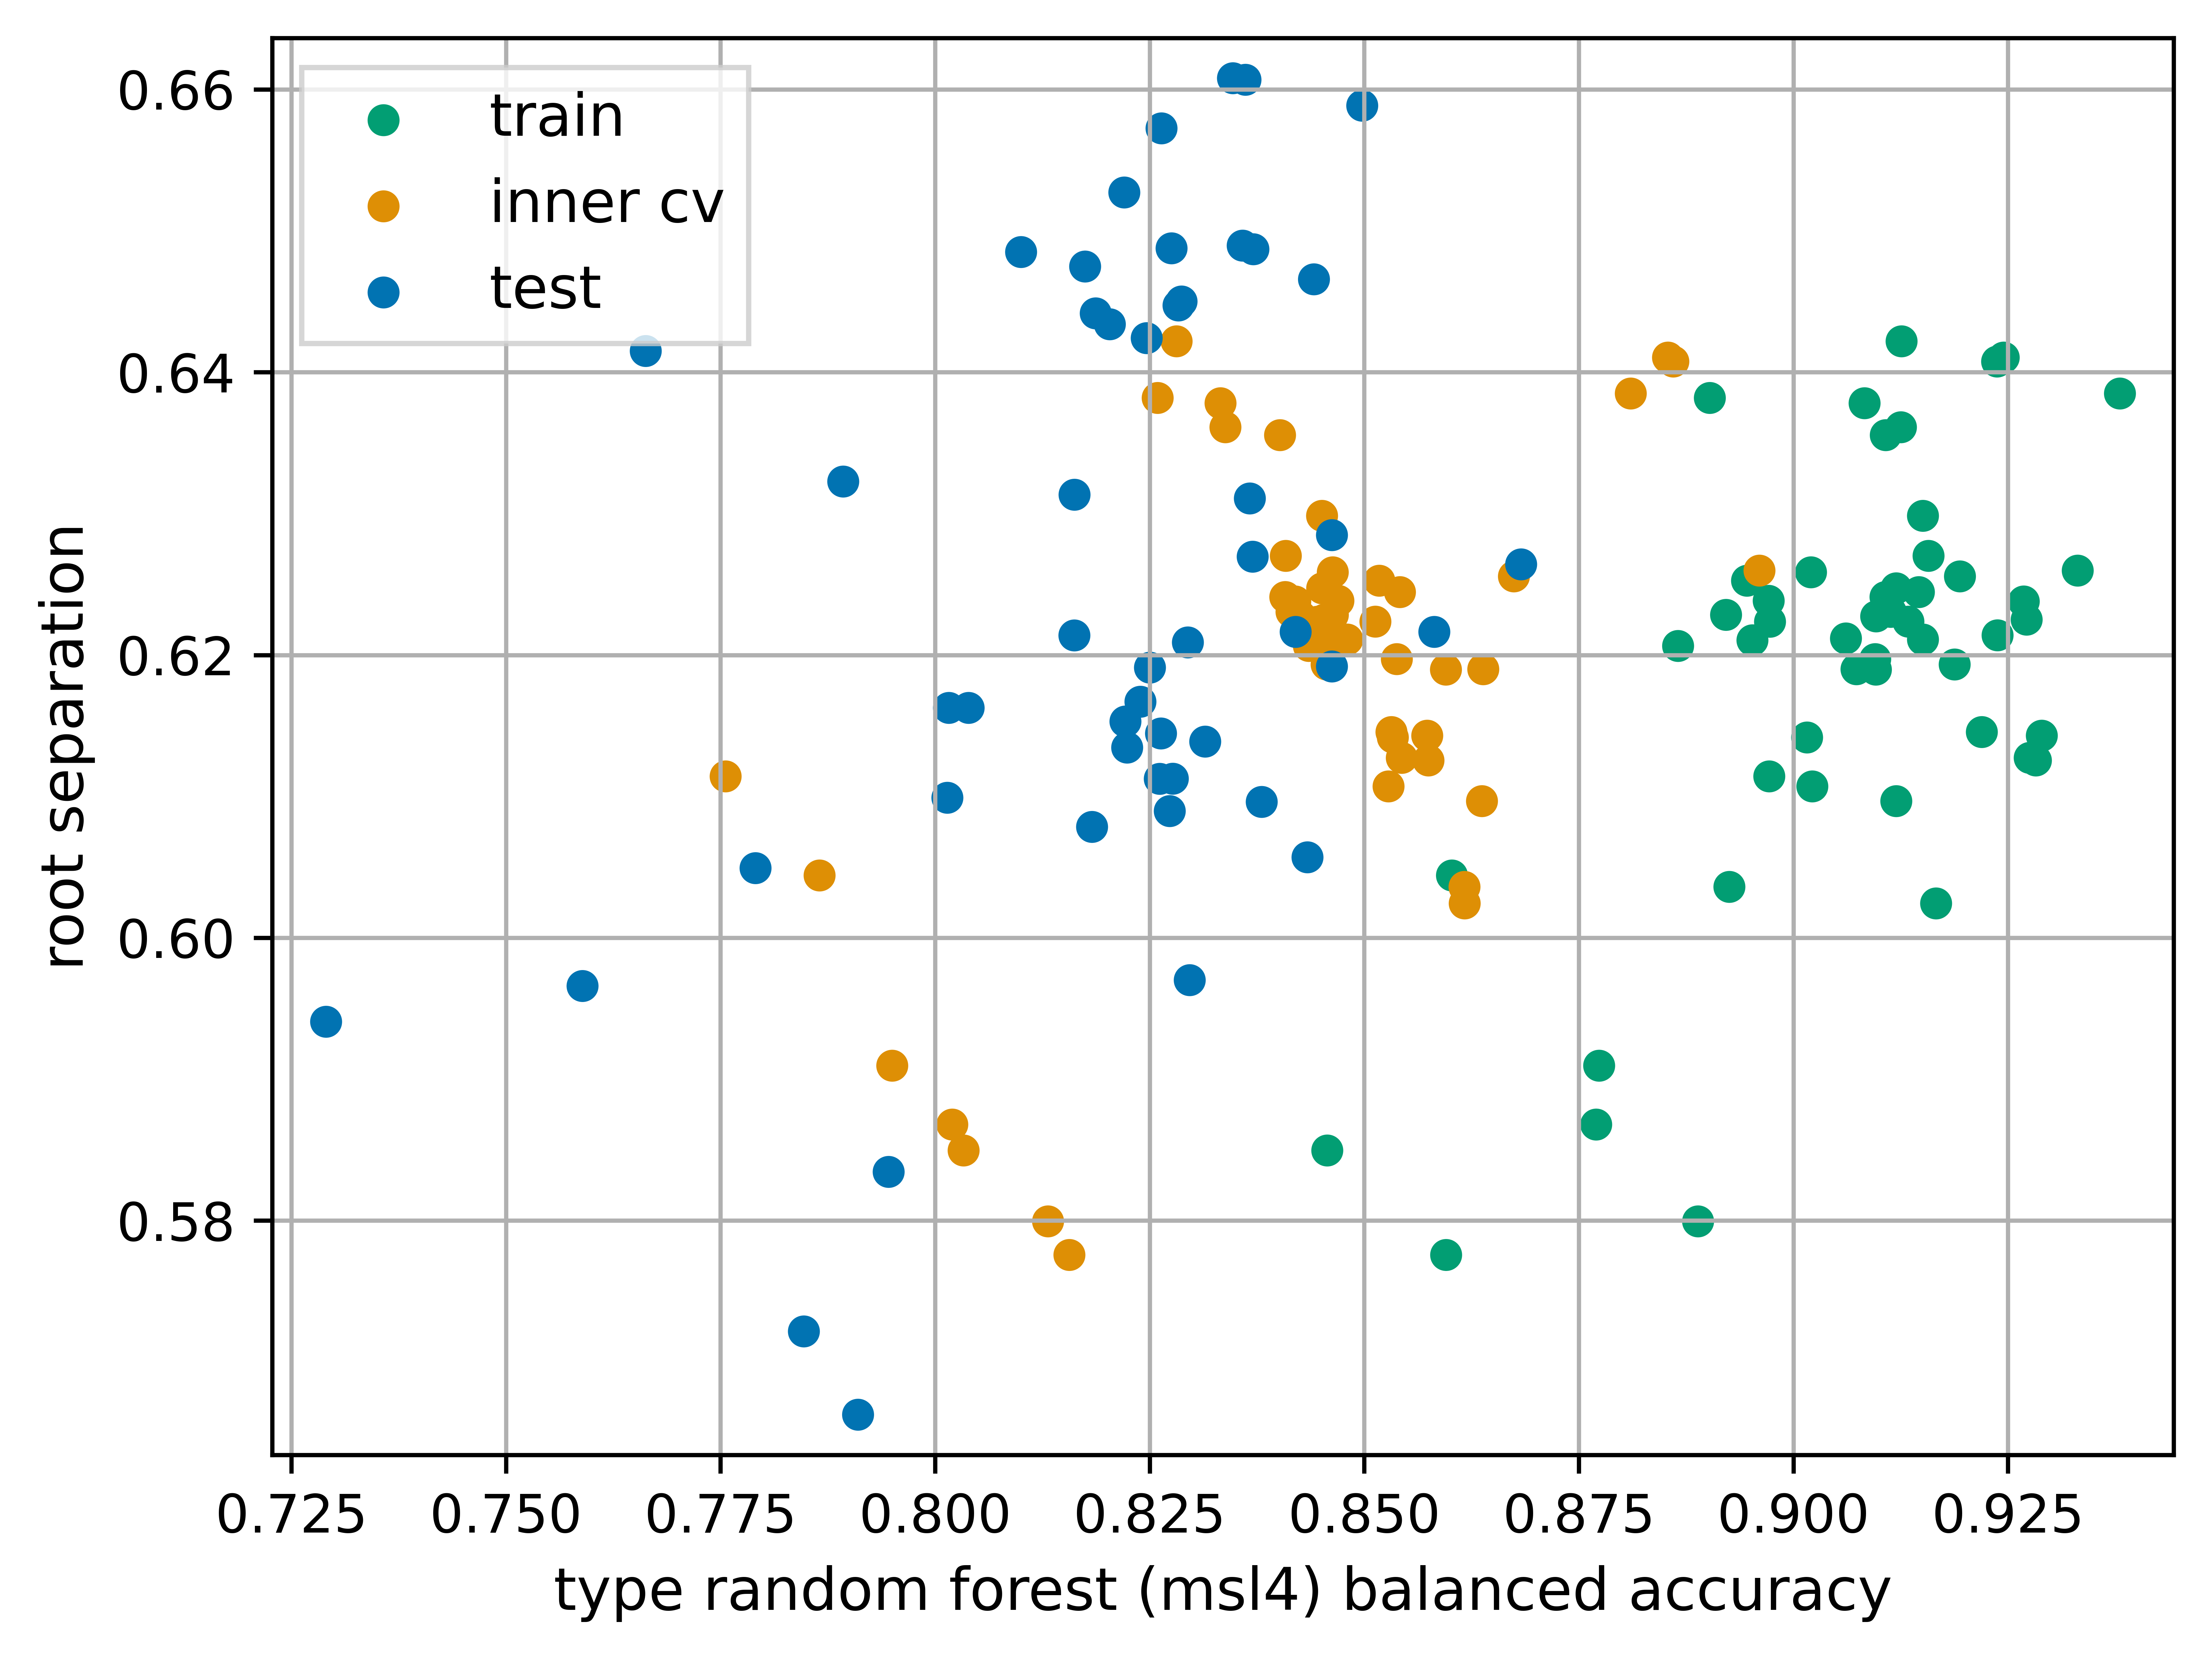 train
inner cv
test
0.66
0.64
0.62
0.60
0.58
root separation
0.725 0.750 0.775 0.800 0.825 0.850 0.875 0.900 0.925
type random forest (msl4) balanced accuracy